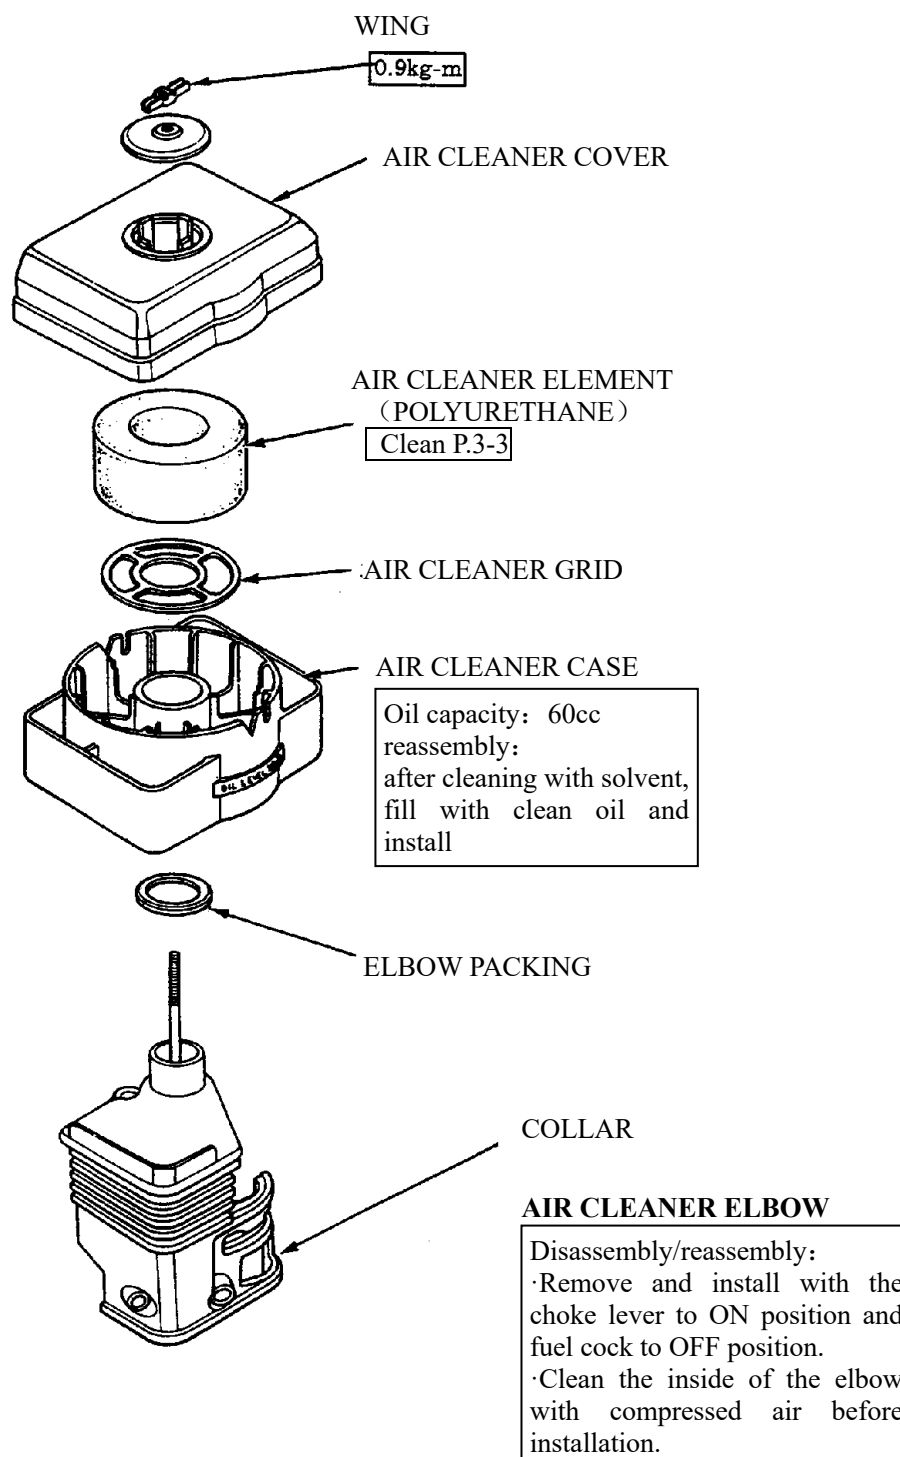 WING
0.9kg-m
AIR CLEANER COVER
AIR CLEANER ELEMENT
（POLYURETHANE）
Clean P.3-3
AIR CLEANER GRID
AIR CLEANER CASE
Oil capacity： 60cc
reassembly：
after cleaning with solvent,
fill with clean oil and
install
OIL LEVEL
ELBOW PACKING
COLLAR
AIR CLEANER ELBOW
Disassembly/reassembly：
·Remove and install with the
choke lever to ON position and
fuel cock to OFF position.
·Clean the inside of the elbow
with compressed air before
installation.